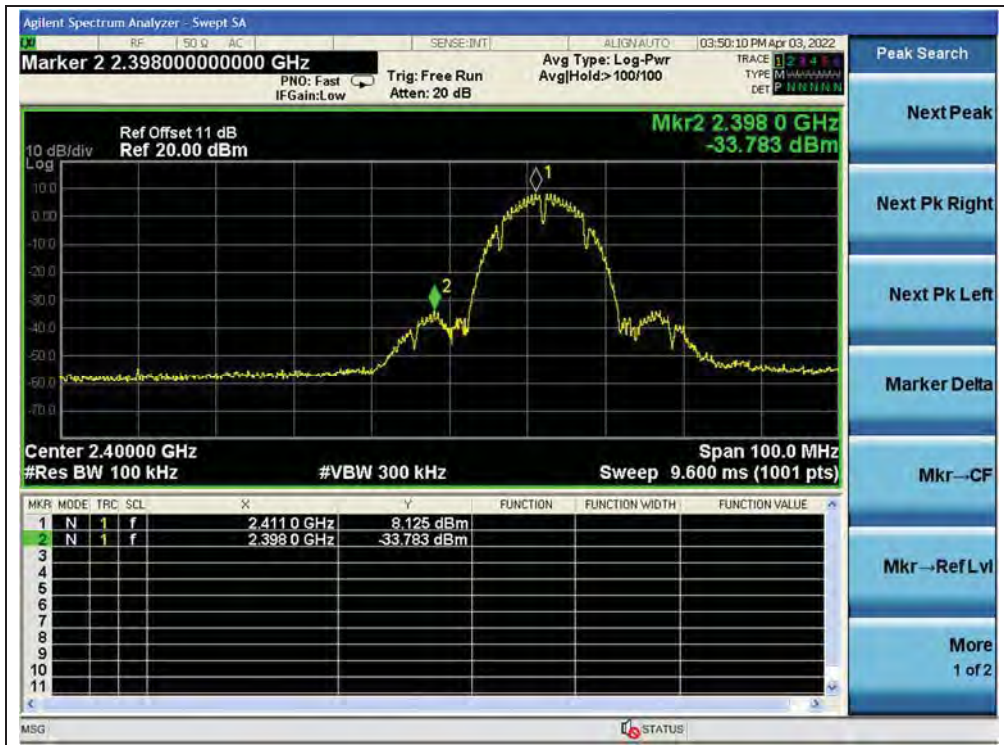 Agilent Spectrum Analyzer - Swept SA
RF 50 Ω AC SENSE:INT ALIGNAUTO 03:50:10 PM Apr 03, 2022
Marker 2 2.398000000000 GHz
PNO: Fast
IFGain:Low
Trig: Free Run
Atten: 20 dB
Avg Type: Log-Pwr
Avg|Hold:> 100/100
TRACE 1 2 3 4 5 6
TYPE M
DET P N N N N N
Peak Search
Mkr2 2.398 0 GHz
-33.783 dBm
Ref Offset 11 dB
10 dB/div Ref 20.00 dBm
Log
10.0
0.00
-10.0
-20.0
-30.0
-40.0
-50.0
-60.0
-70.0
1
2
Center 2.40000 GHz Span 100.0 MHz
#Res BW 100 kHz #VBW 300 kHz Sweep 9.600 ms (1001 pts)
MKR MODE TRC SCL X Y FUNCTION FUNCTION WIDTH FUNCTION VALUE
1 N 1 f 2.411 0 GHz 8.125 dBm
2 N 1 f 2.398 0 GHz -33.783 dBm
3
4
5
6
7
8
9
10
11
Next Peak
Next Pk Right
Next Pk Left
Marker Delta
Mkr→CF
Mkr→Ref Lvl
More
1 of 2
MSG STATUS